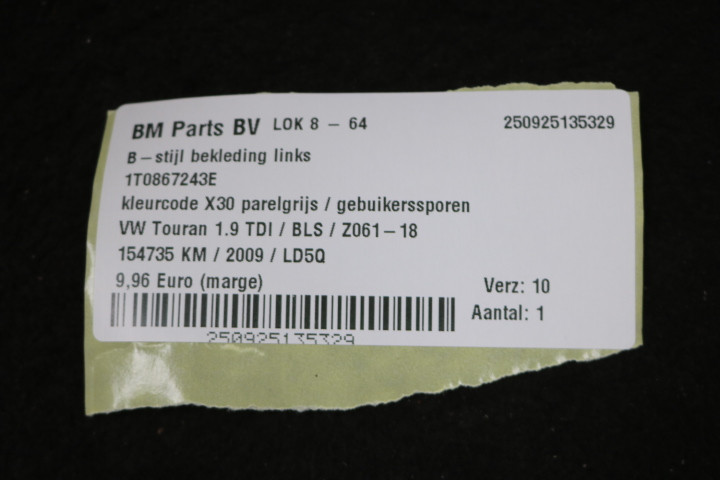 BM Parts BV LOK 8 – 64 250925135329
B – stijl bekleding links
1T0867243E
kleurcode X30 parelgrijs / gebuikerssporen
VW Touran 1.9 TDI / BLS / Z061 – 18
154735 KM / 2009 / LD5Q
9,96 Euro (marge) Verz: 10
Aantal: 1
250925135329